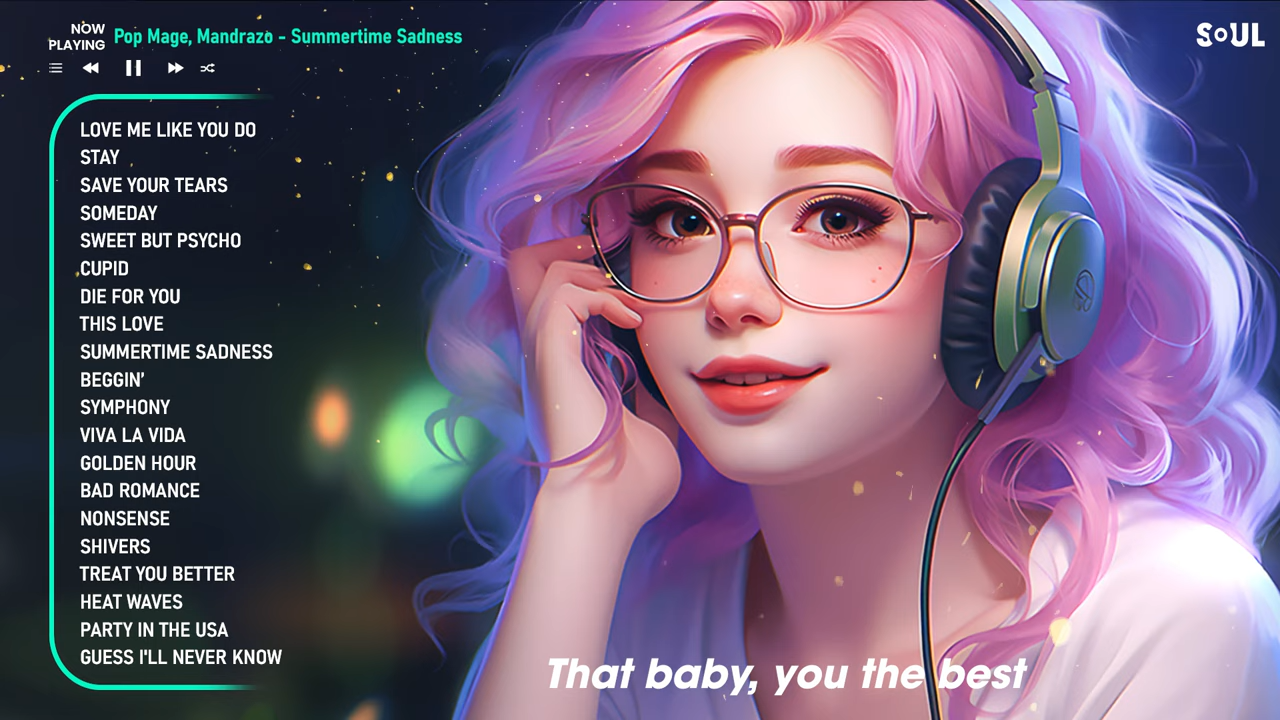 NOW
PLAYING
Pop Mage, Mandrazo - Summertime Sadness
SOUL
LOVE ME LIKE YOU DO
STAY
SAVE YOUR TEARS
SOMEDAY
SWEET BUT PSYCHO
CUPID
DIE FOR YOU
THIS LOVE
SUMMERTIME SADNESS
BEGGIN'
SYMPHONY
VIVA LA VIDA
GOLDEN HOUR
BAD ROMANCE
NONSENSE
SHIVERS
TREAT YOU BETTER
HEAT WAVES
PARTY IN THE USA
GUESS I'LL NEVER KNOW
That baby, you the best